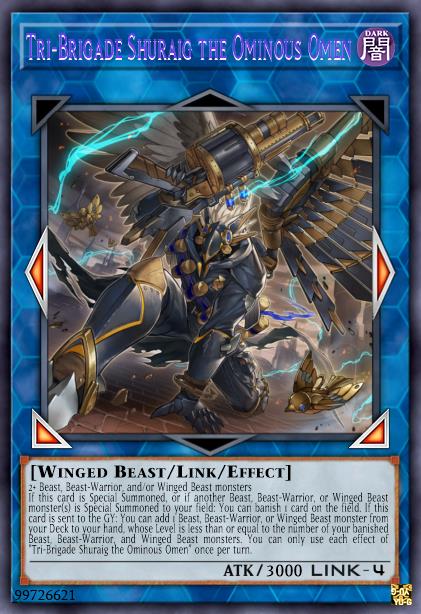 Tri-Brigade Shuraig the Ominous Omen
DARK
闇
[Winged Beast/Link/Effect]
2+ Beast, Beast-Warrior, and/or Winged Beast monsters
If this card is Special Summoned, or if another Beast, Beast-Warrior, or Winged Beast
monster(s) is Special Summoned to your field: You can banish 1 card on the field. If this
card is sent to the GY: You can add 1 Beast, Beast-Warrior, or Winged Beast monster from
your Deck to your hand, whose Level is less than or equal to the number of your banished
Beast, Beast-Warrior, and Winged Beast monsters. You can only use each effect of
"Tri-Brigade Shuraig the Ominous Omen" once per turn.
ATK/3000 LINK-4
99726621